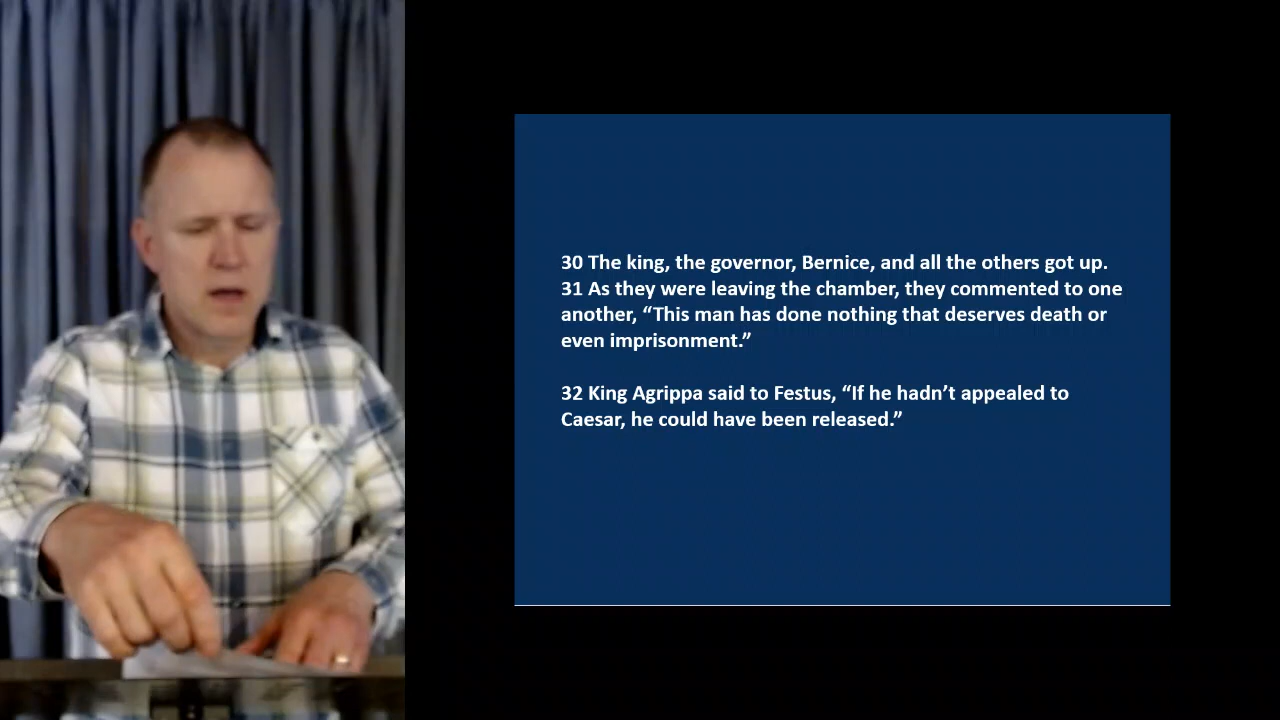 30 The king, the governor, Bernice, and all the others got up.
31 As they were leaving the chamber, they commented to one
another, “This man has done nothing that deserves death or
even imprisonment.”
32 King Agrippa said to Festus, “If he hadn’t appealed to
Caesar, he could have been released.”